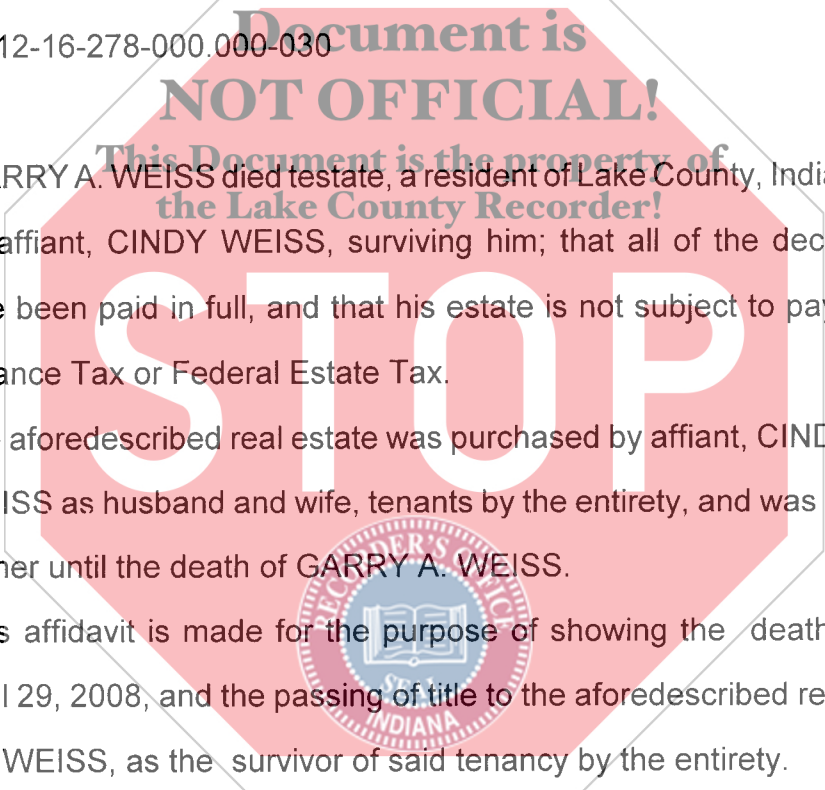 12-16-278-000.000-030
Document is
NOT OFFICIAL!
This Document is the property of
the Lake County Recorder!
RRY A. WEISS died testate, a resident of Lake County, Indi
affiant, CINDY WEISS, surviving him; that all of the dec
e been paid in full, and that his estate is not subject to pay
ance Tax or Federal Estate Tax.
aforedescribed real estate was purchased by affiant, CIND
ISS as husband and wife, tenants by the entirety, and was
her until the death of GARRY A. WEISS.
s affidavit is made for the purpose of showing the death
l 29, 2008, and the passing of title to the aforedescribed re
WEISS, as the survivor of said tenancy by the entirety.
STOP
RECORDER'S OFFICE
SEAL
INDIANA